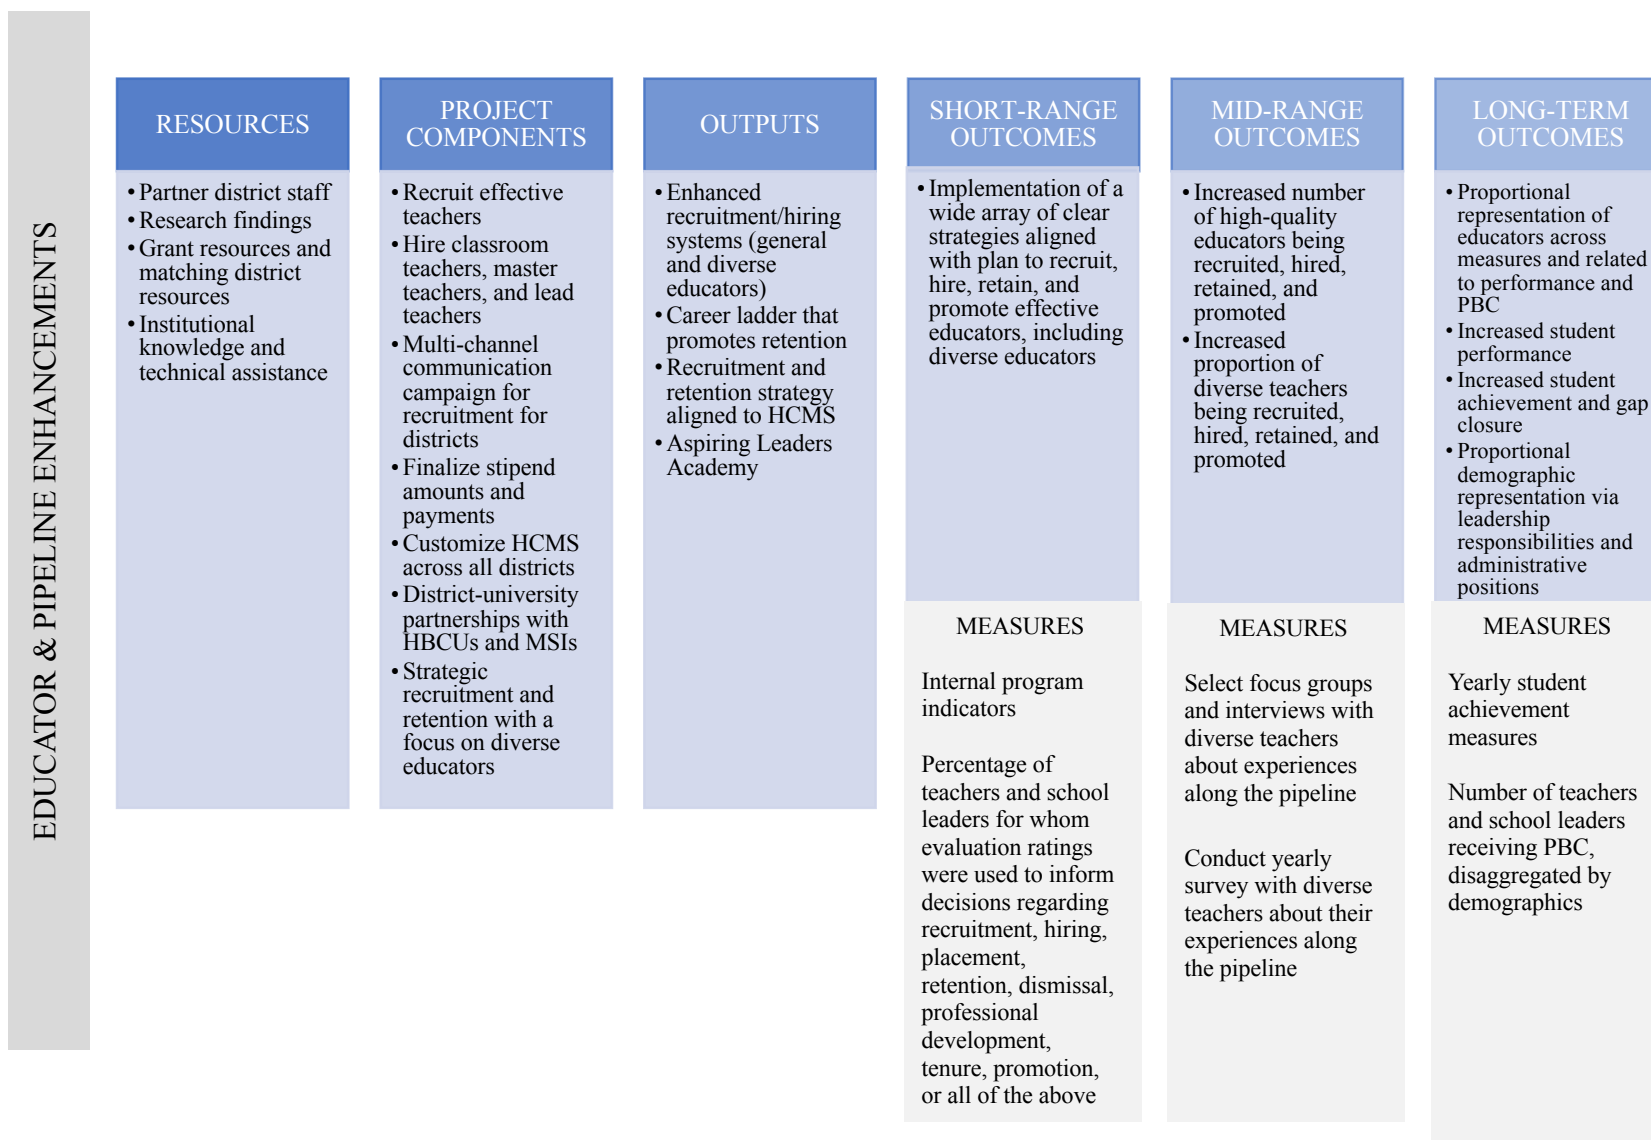 EDUCATOR & PIPELINE ENHANCEMENTS
RESOURCES
• Partner district staff
• Research findings
• Grant resources and
matching district
resources
• Institutional
knowledge and
technical assistance
PROJECT
COMPONENTS
• Recruit effective
teachers
• Hire classroom
teachers, master
teachers, and lead
teachers
• Multi-channel
communication
campaign for
recruitment for
districts
• Finalize stipend
amounts and
payments
• Customize HCMS
across all districts
• District-university
partnerships with
HBCUs and MSIs
• Strategic
recruitment and
retention with a
focus on diverse
educators
OUTPUTS
• Enhanced
recruitment/hiring
systems (general
and diverse
educators)
• Career ladder that
promotes retention
• Recruitment and
retention strategy
aligned to HCMS
• Aspiring Leaders
Academy
SHORT-RANGE
OUTCOMES
• Implementation of a
wide array of clear
strategies aligned
with plan to recruit,
hire, retain, and
promote effective
educators, including
diverse educators
MEASURES
Internal program
indicators
Percentage of
teachers and school
leaders for whom
evaluation ratings
were used to inform
decisions regarding
recruitment, hiring,
placement,
retention, dismissal,
professional
development,
tenure, promotion,
or all of the above
MID-RANGE
OUTCOMES
• Increased number
of high-quality
educators being
recruited, hired,
retained, and
promoted
• Increased
proportion of
diverse teachers
being recruited,
hired, retained, and
promoted
MEASURES
Select focus groups
and interviews with
diverse teachers
about experiences
along the pipeline
Conduct yearly
survey with diverse
teachers about their
experiences along
the pipeline
LONG-TERM
OUTCOMES
• Proportional
representation of
educators across
measures and related
to performance and
PBC
• Increased student
performance
• Increased student
achievement and gap
closure
• Proportional
demographic
representation via
leadership
responsibilities and
administrative
positions
MEASURES
Yearly student
achievement
measures
Number of teachers
and school leaders
receiving PBC,
disaggregated by
demographics